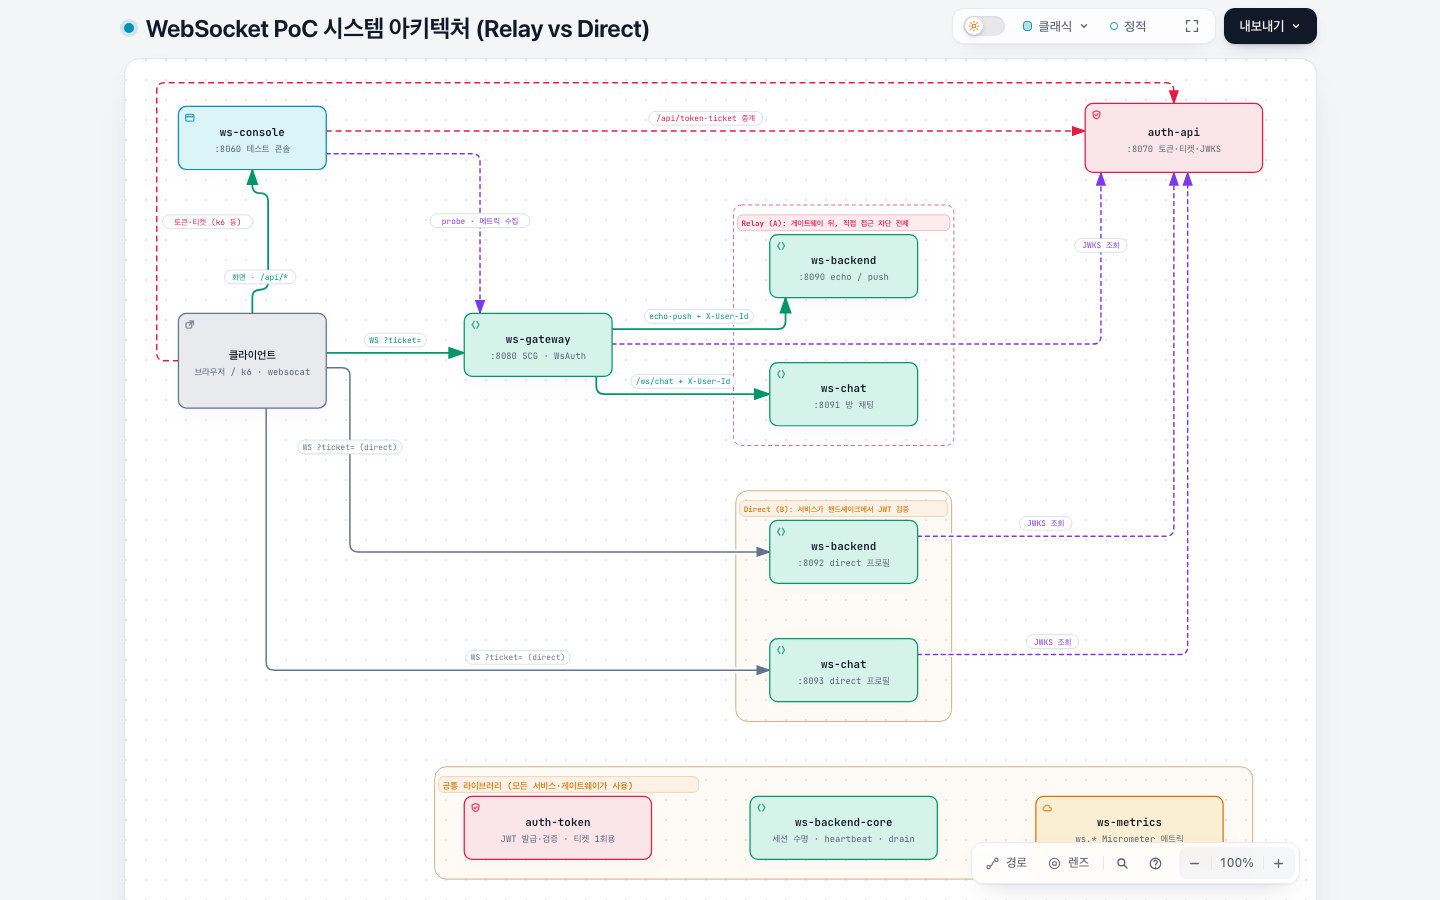 WebSocket PoC 시스템 아키텍처 (Relay vs Direct)
클래식
정적
내보내기
ws-console
:8060 테스트 콘솔
/api/token·ticket 중계
auth-api
:8070 토큰·티켓·JWKS
토큰·티켓 (k6 등)
probe · 메트릭 수집
화면 · /api/*
Relay (A): 게이트웨이 뒤, 직접 접근 차단 전제
ws-backend
:8090 echo / push
JWKS 조회
클라이언트
브라우저 / k6 · websocat
WS ?ticket=
ws-gateway
:8080 SCG · WsAuth
echo·push + X-User-Id
/ws/chat + X-User-Id
ws-chat
:8091 방 채팅
WS ?ticket= (direct)
Direct (B): 서비스가 핸드셰이크에서 JWT 검증
ws-backend
:8092 direct 프로필
JWKS 조회
WS ?ticket= (direct)
ws-chat
:8093 direct 프로필
JWKS 조회
공통 라이브러리 (모든 서비스·게이트웨이가 사용)
auth-token
JWT 발급·검증 · 티켓 1회용
ws-backend-core
세션 수명 · heartbeat · drain
ws-metrics
ws.* Micrometer 메트릭
경로
렌즈
100%